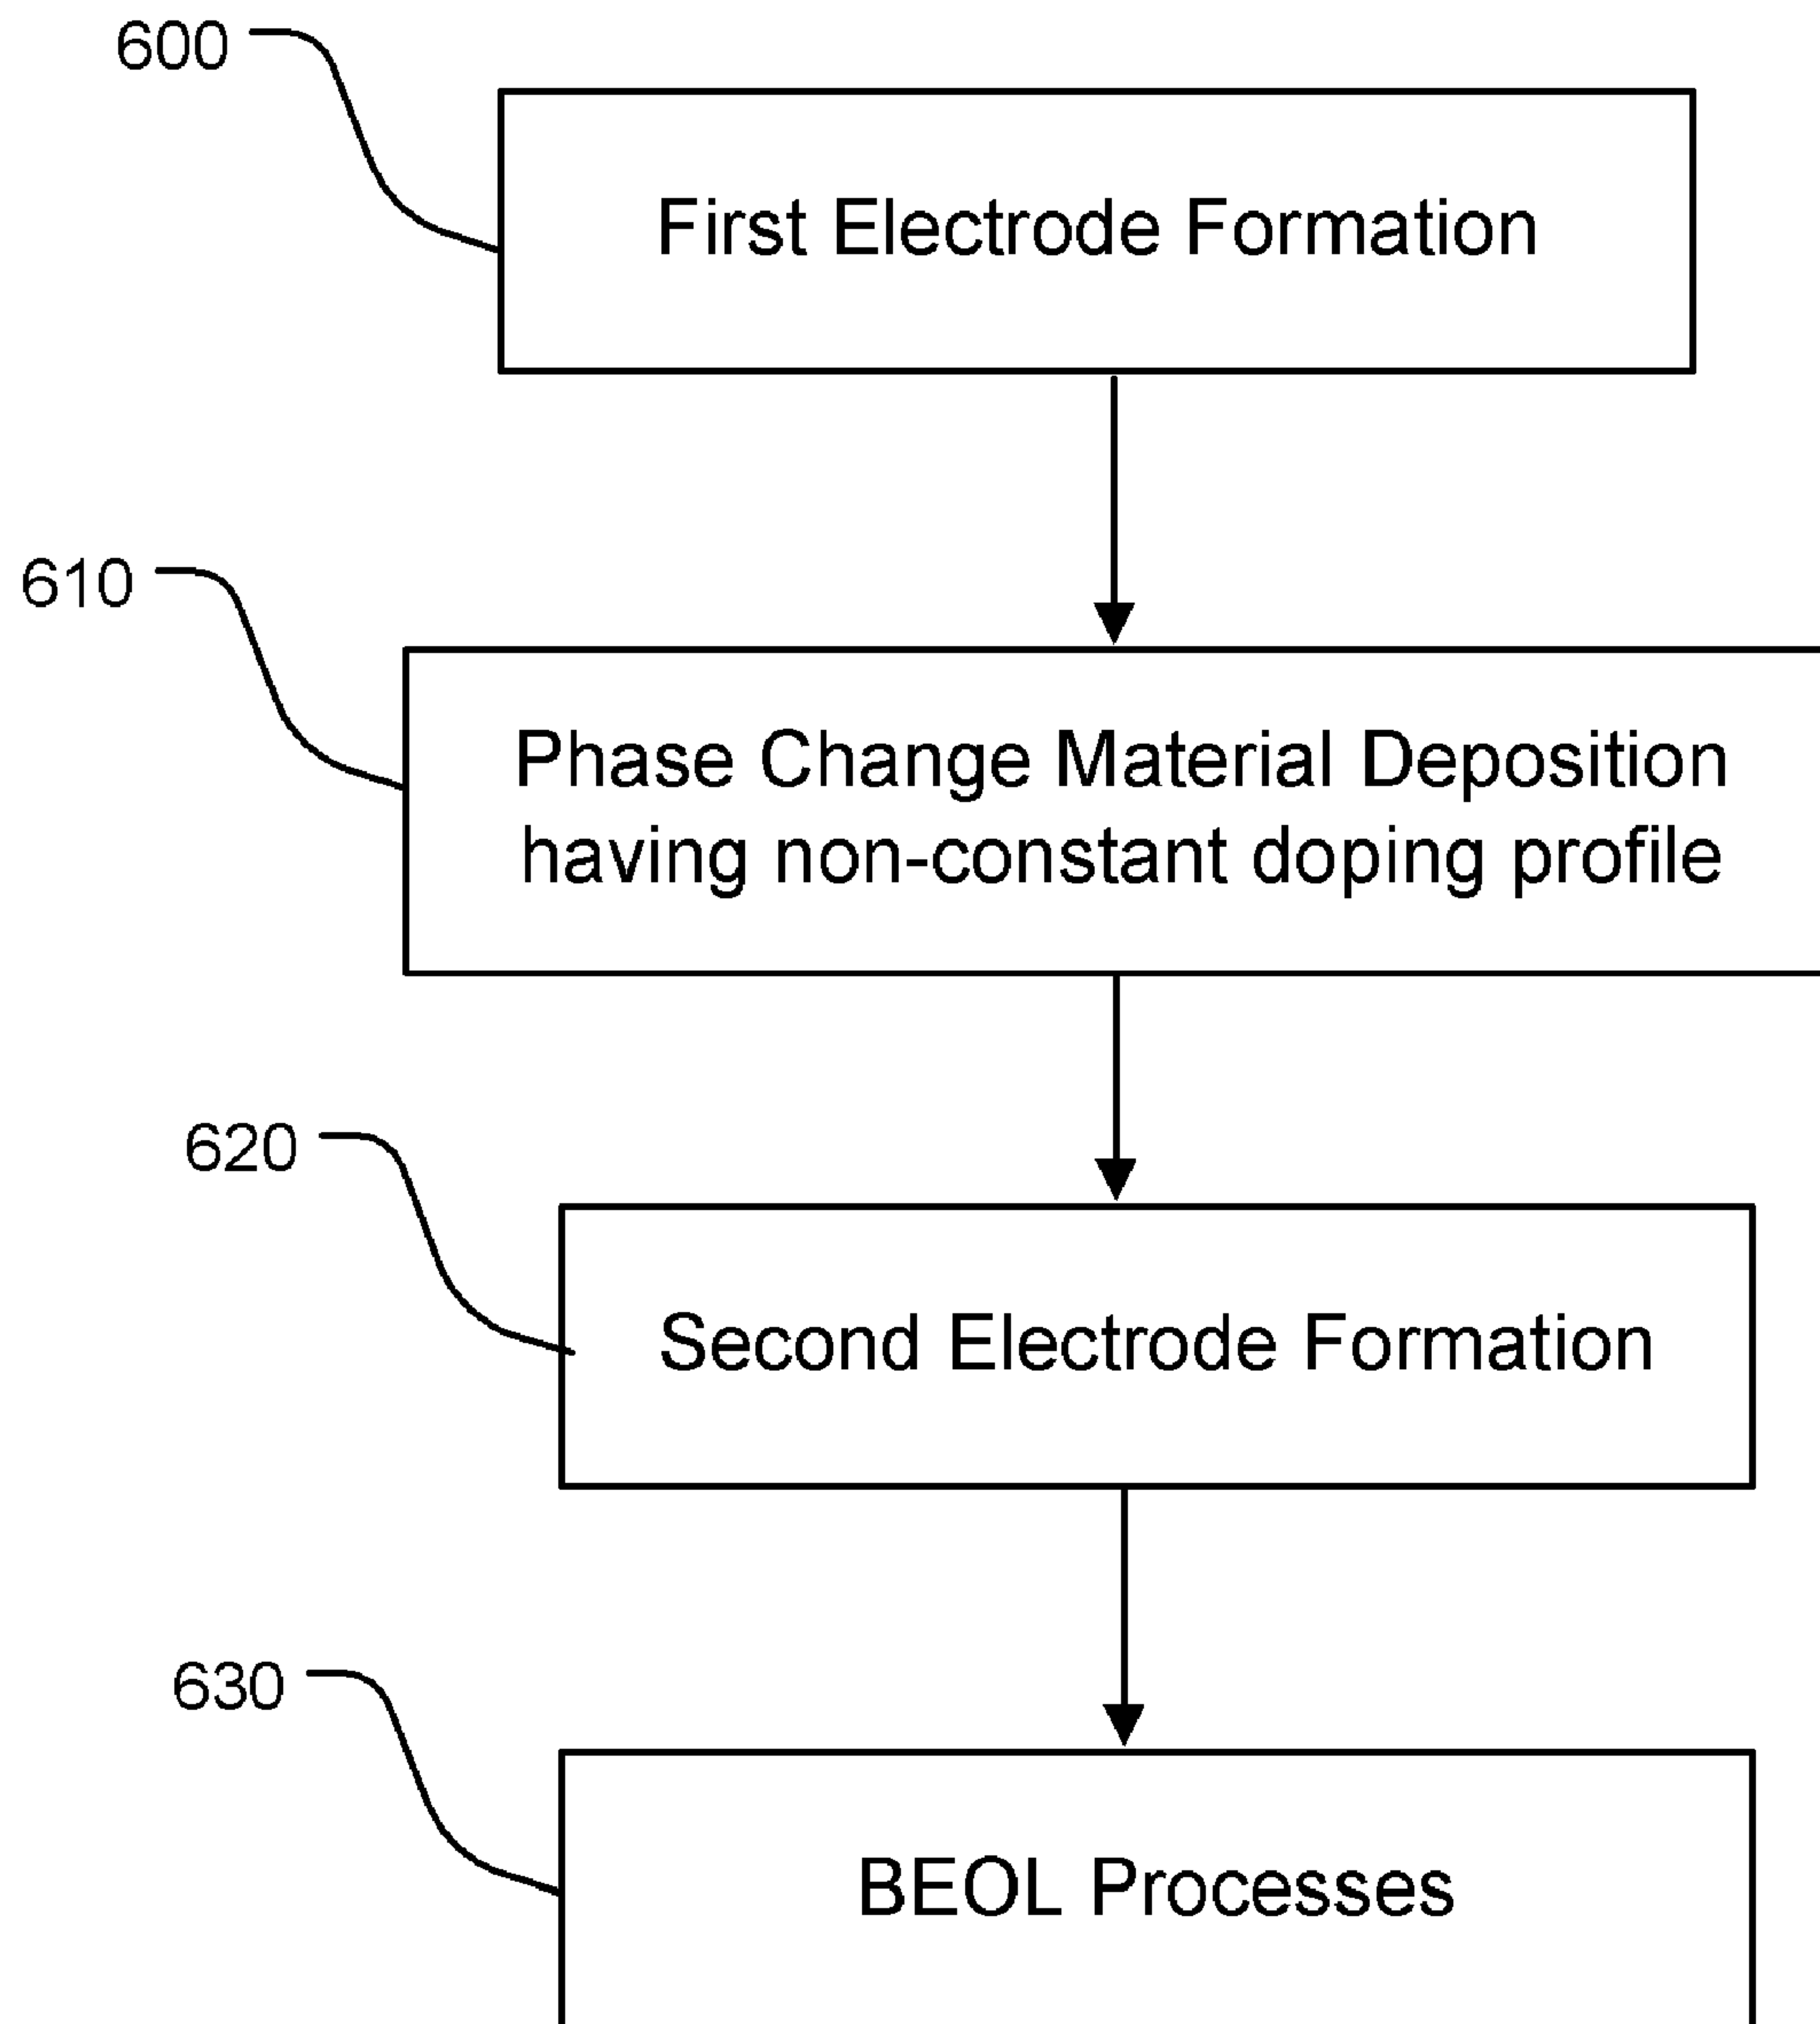 600
First Electrode Formation
610
Phase Change Material Deposition
having non-constant doping profile
620
Second Electrode Formation
630
BEOL Processes